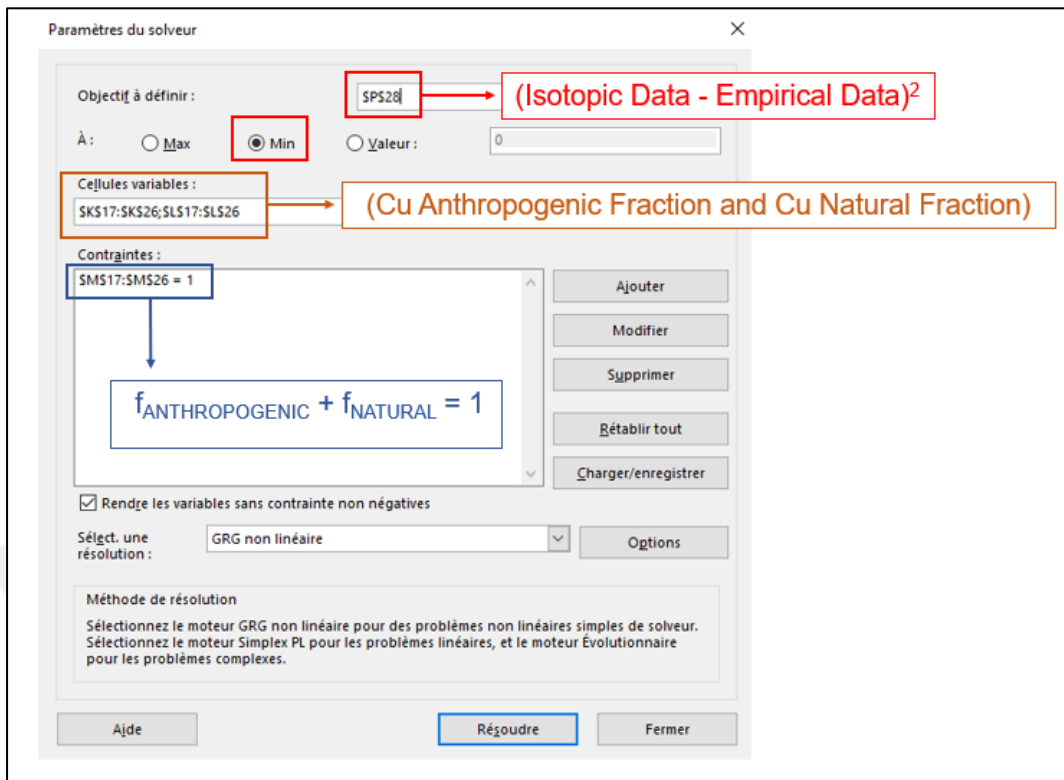 Paramètres du solveur
Objectif à définir :
$P$28
(Isotopic Data - Empirical Data)²
À :
Max
Min
Valeur :
0
Cellules variables :
$K$17:$K$26;$L$17:$L$26
(Cu Anthropogenic Fraction and Cu Natural Fraction)
Contraintes :
$M$17:$M$26 = 1
Ajouter
Modifier
fANTHROPOGENIC + fNATURAL = 1
Supprimer
Rétablir tout
Charger/enregistrer
Rendre les variables sans contrainte non négatives
Sélect. une
résolution :
GRG non linéaire
Options
Méthode de résolution
Sélectionnez le moteur GRG non linéaire pour des problèmes non linéaires simples de solveur.
Sélectionnez le moteur Simplex PL pour les problèmes linéaires, et le moteur Évolutionnaire
pour les problèmes complexes.
Aide
Résoudre
Fermer